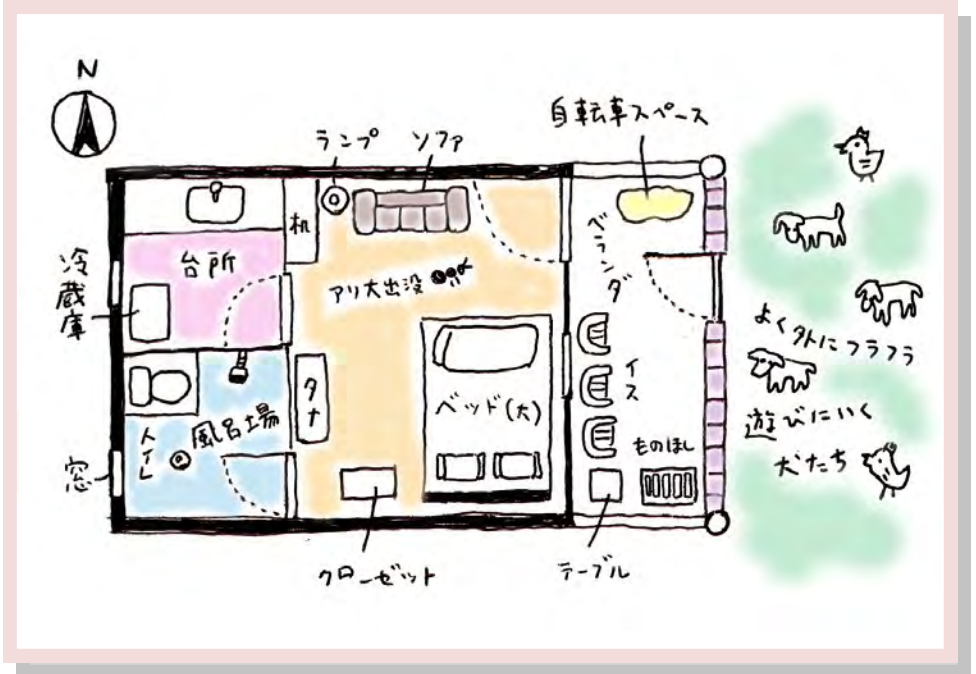 N
ランプ
ソファ
自転車スペース
机
台所
冷蔵庫
アリ大出没
ベランダ
よく外にフラフラ
遊びにいく
犬たち
イス
タナ
ベッド(大)
風呂場
トイレ
窓
ものほし
クローゼット
テーブル